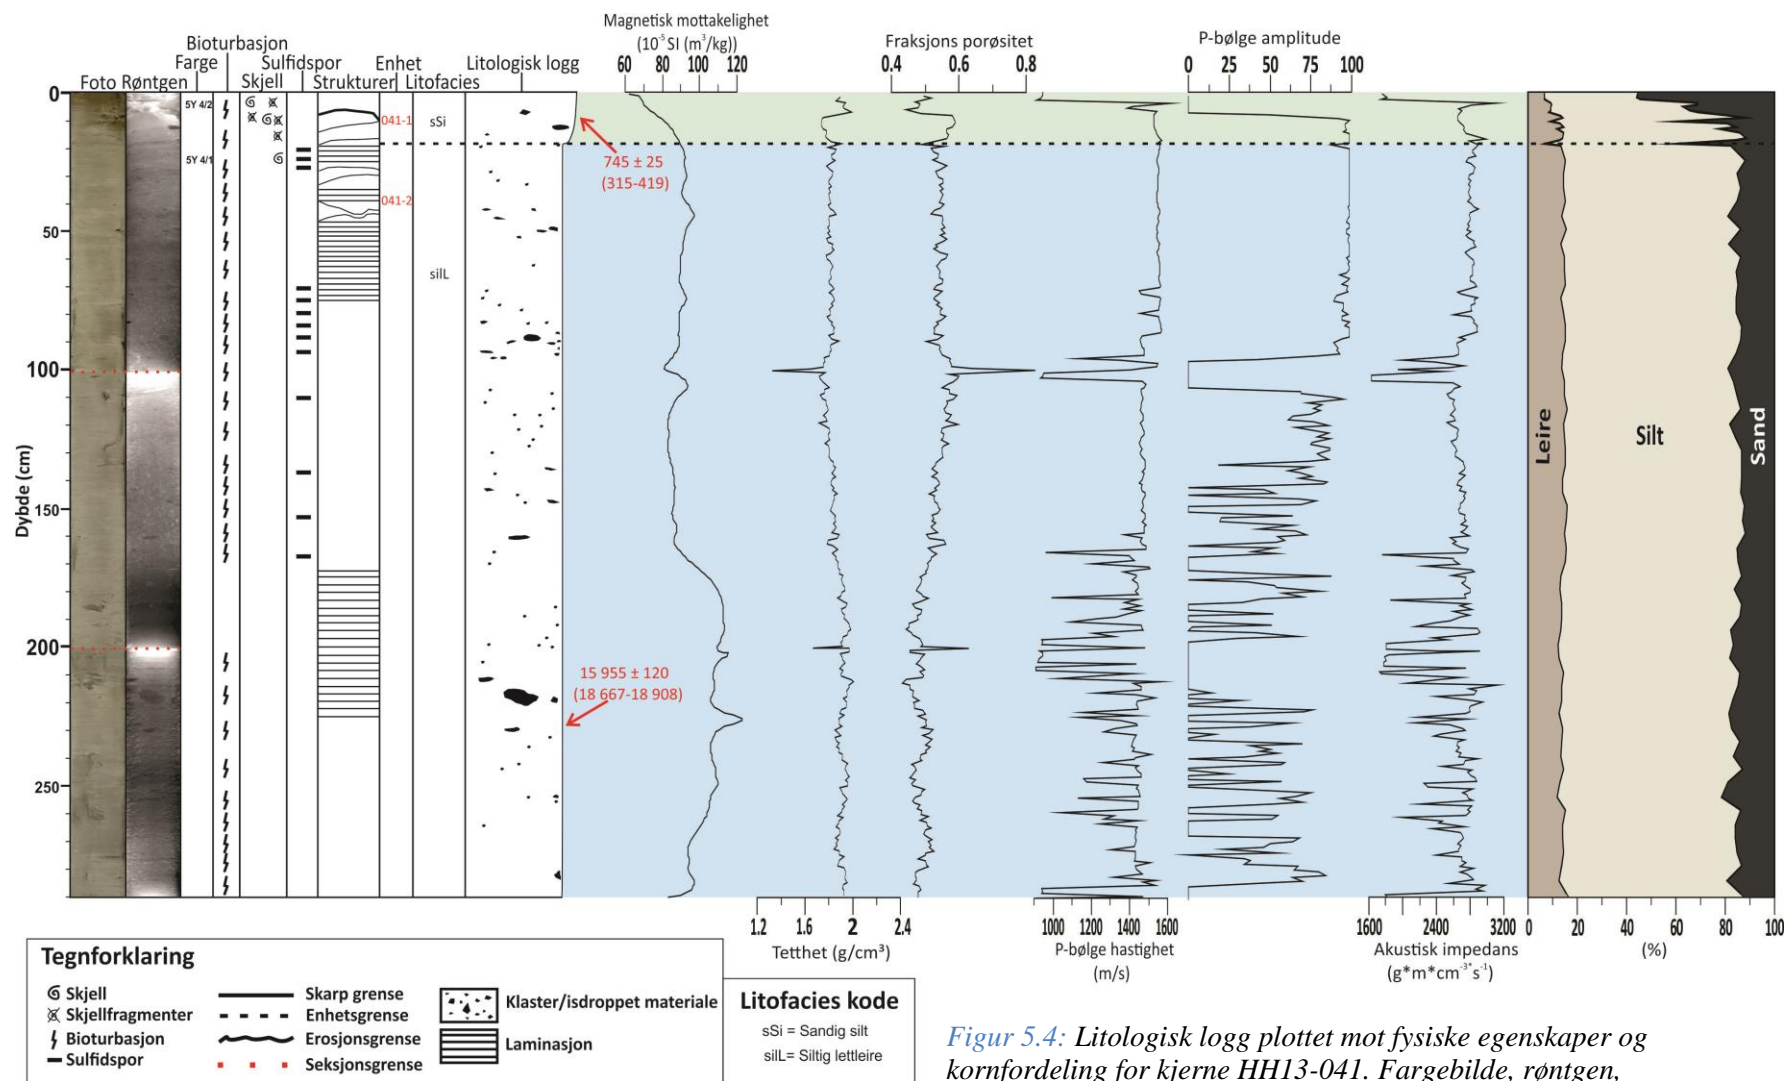 Magnetisk mottakelighet
(10⁻⁵ SI (m³/kg))
60 80 100 120
Fraksjons porøsitet
0.4 0.6 0.8
P-bølge amplitude
0 25 50 75 100
Bioturbasjon
Farge
Sulfidspor
Enhet
Litologisk logg
Foto Røntgen
Skjell
Strukturer
Litofacies
0
50
100
150
200
250
Dybde (cm)
5Y 4/2
5Y 4/1
041-1
041-2
sSi
silL
745 ± 25
(315-419)
15 955 ± 120
(18 667-18 908)
Leire
Silt
Sand
1.2 1.6 2 2.4
Tetthet (g/cm³)
1000 1200 1400 1600
P-bølge hastighet
(m/s)
1600 2400 3200
Akustisk impedans
(g*m*cm⁻³*s⁻¹)
0 20 40 60 80 100
(%)
Tegnforklaring
Skjell
Skjellfragmenter
Bioturbasjon
Sulfidspor
Skarp grense
Enhetsgrense
Erosjonsgrense
Seksjonsgrense
Klaster/isdroppet materiale
Laminasjon
Litofacies kode
sSi = Sandig silt
silL= Siltig lettleire
Figur 5.4: Litologisk logg plottet mot fysiske egenskaper og
kornfordeling for kjerne HH13-041. Fargebilde, røntgen,